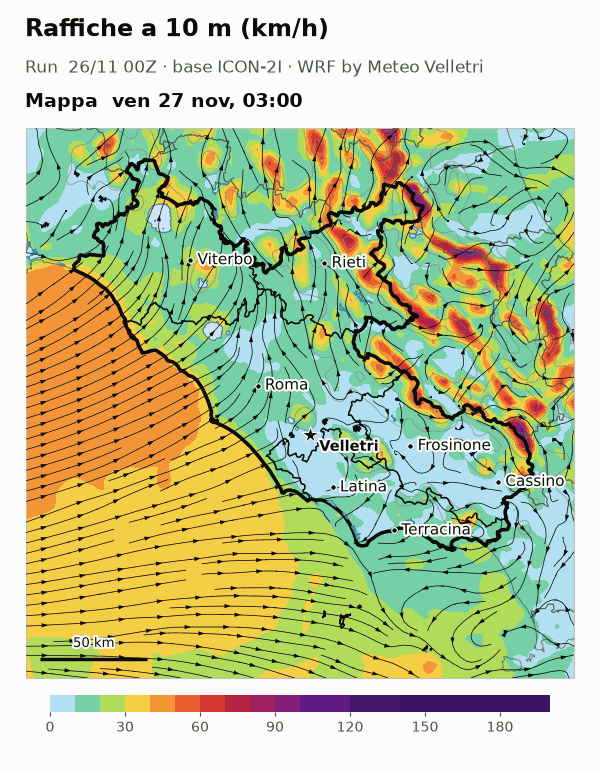 Raffiche a 10 m (km/h)
Run  26/11 00Z · base ICON-2I · WRF by Meteo Velletri
Mappa  ven 27 nov, 03:00
Viterbo
Rieti
Roma
Velletri
Frosinone
Latina
Cassino
Terracina
50 km
0 30 60 90 120 150 180